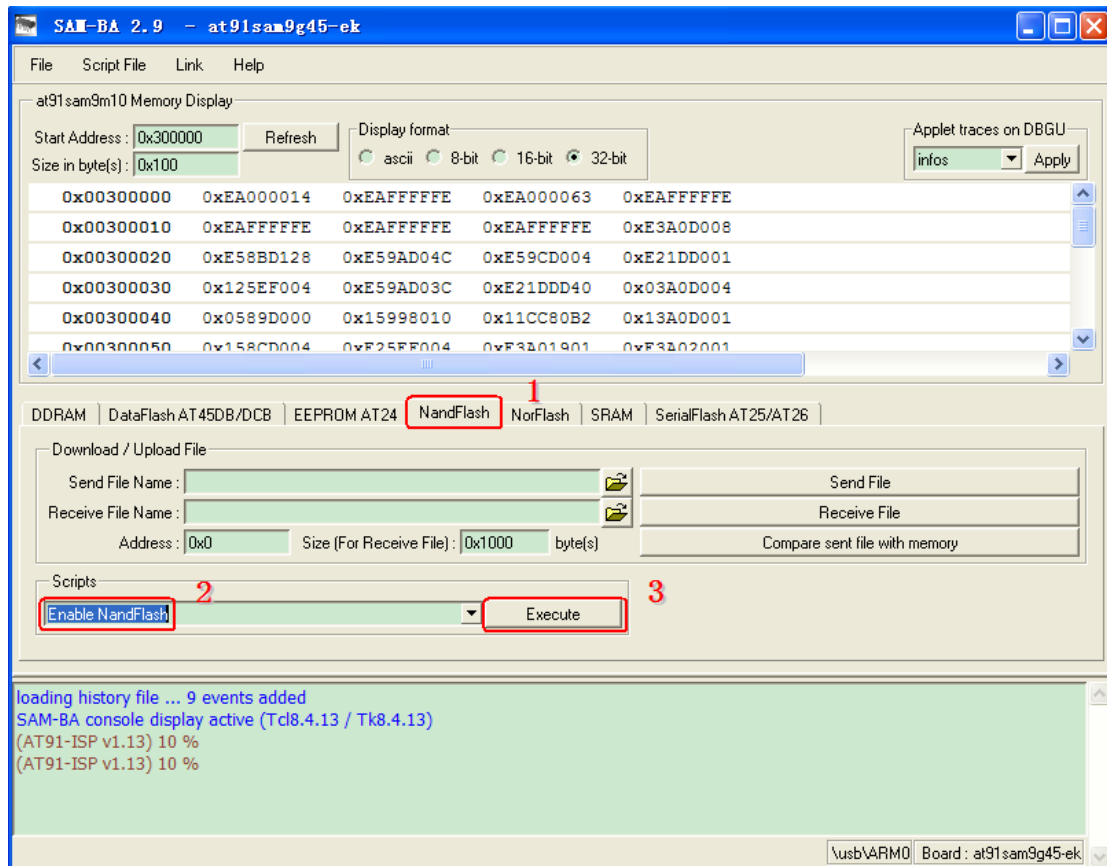 SAM-BA 2.9 - at91sam9g45-ek
File Script File Link Help
at91sam9m10 Memory Display
Start Address : 0x300000 Refresh
Size in byte(s) : 0x100
Display format
ascii 8-bit 16-bit 32-bit
Applet traces on DBGU
infos Apply
0x00300000 0xEA000014 0xEAFFFFFE 0xEA000063 0xEAFFFFFE
0x00300010 0xEAFFFFFE 0xEAFFFFFE 0xEAFFFFFE 0xE3A0D008
0x00300020 0xE58BD128 0xE59AD04C 0xE59CD004 0xE21DD001
0x00300030 0x125EF004 0xE59AD03C 0xE21DDD40 0x03A0D004
0x00300040 0x0589D000 0x15998010 0x11CC80B2 0x13A0D001
0x00300050 0x158CD004 0xE25EF004 0xE3A01901 0xE3A02001
1
DDRAM DataFlash AT45DB/DCB EEPROM AT24 NandFlash NorFlash SRAM SerialFlash AT25/AT26
Download / Upload File
Send File Name : Send File
Receive File Name : Receive File
Address : 0x0 Size (For Receive File) : 0x1000 byte(s) Compare sent file with memory
Scripts
2
3
Enable NandFlash Execute
loading history file ... 9 events added
SAM-BA console display active (Tcl8.4.13 / Tk8.4.13)
(AT91-ISP v1.13) 10 %
(AT91-ISP v1.13) 10 %
\usb\ARM0 Board : at91sam9g45-ek